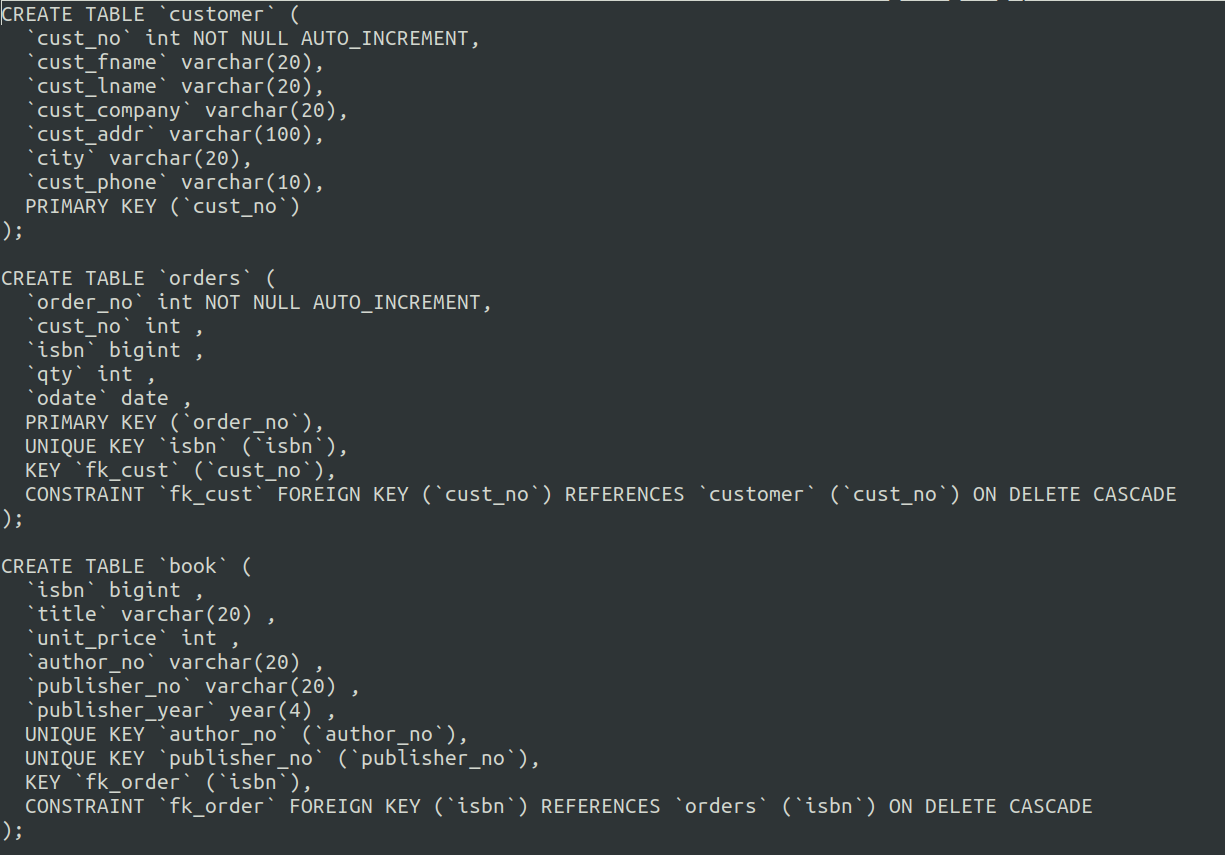 CREATE TABLE `customer` (
  `cust_no` int NOT NULL AUTO_INCREMENT,
  `cust_fname` varchar(20),
  `cust_lname` varchar(20),
  `cust_company` varchar(20),
  `cust_addr` varchar(100),
  `city` varchar(20),
  `cust_phone` varchar(10),
  PRIMARY KEY (`cust_no`)
);

CREATE TABLE `orders` (
  `order_no` int NOT NULL AUTO_INCREMENT,
  `cust_no` int ,
  `isbn` bigint ,
  `qty` int ,
  `odate` date ,
  PRIMARY KEY (`order_no`),
  UNIQUE KEY `isbn` (`isbn`),
  KEY `fk_cust` (`cust_no`),
  CONSTRAINT `fk_cust` FOREIGN KEY (`cust_no`) REFERENCES `customer` (`cust_no`) ON DELETE CASCADE
);

CREATE TABLE `book` (
  `isbn` bigint ,
  `title` varchar(20) ,
  `unit_price` int ,
  `author_no` varchar(20) ,
  `publisher_no` varchar(20) ,
  `publisher_year` year(4) ,
  UNIQUE KEY `author_no` (`author_no`),
  UNIQUE KEY `publisher_no` (`publisher_no`),
  KEY `fk_order` (`isbn`),
  CONSTRAINT `fk_order` FOREIGN KEY (`isbn`) REFERENCES `orders` (`isbn`) ON DELETE CASCADE
);